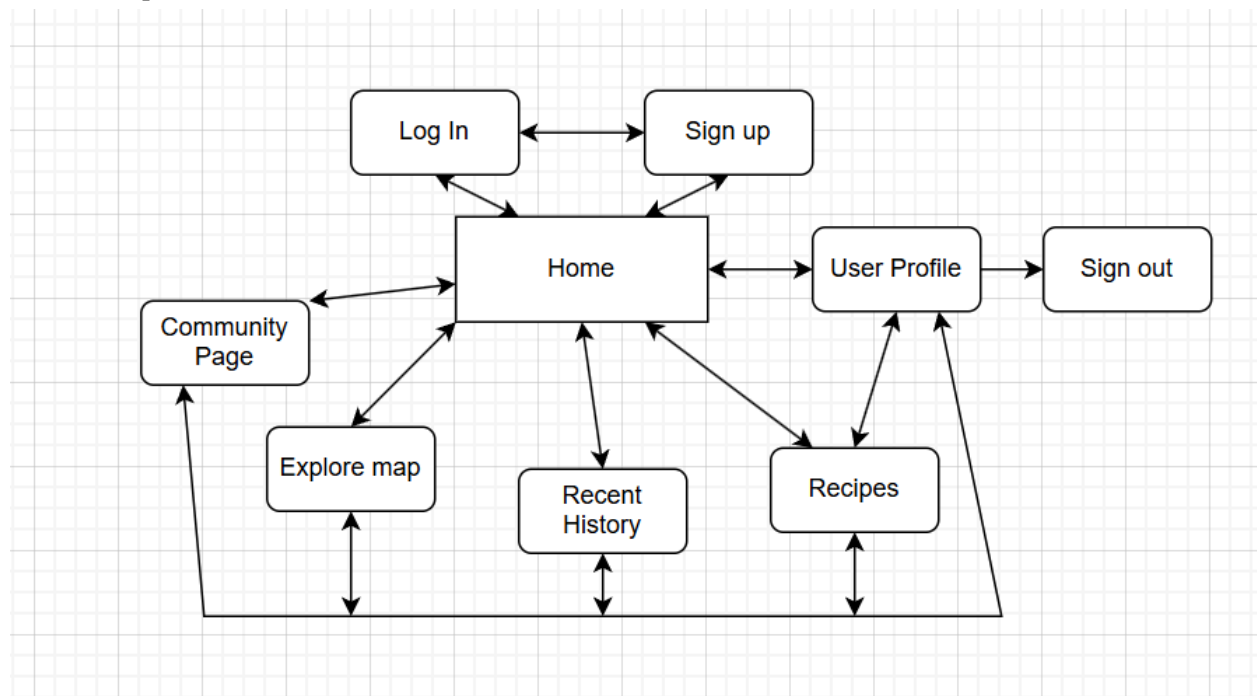 Log In
Sign up
Home
User Profile
Sign out
Community
Page
Explore map
Recent
History
Recipes